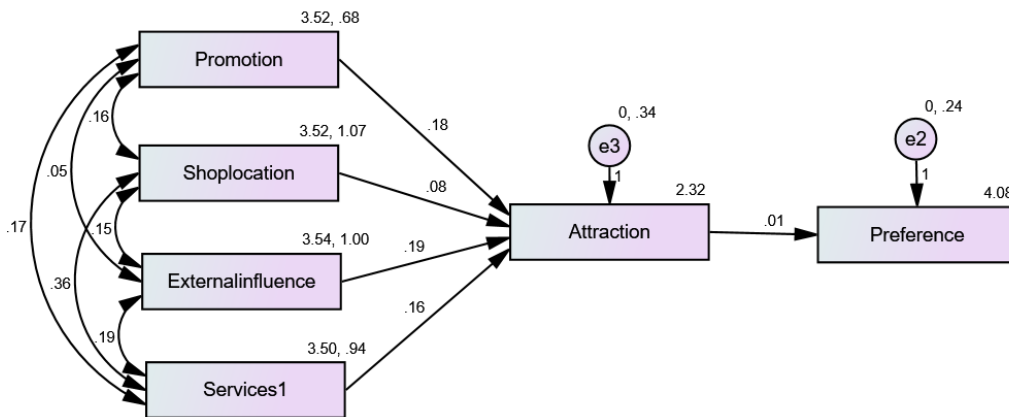 3.52, .68
Promotion
.16
.18
3.52, 1.07
0, .34
0, .24
e3
e2
1
1
Shoplocation
.05
.08
2.32
4.08
.17
.15
Attraction
.01
Preference
3.54, 1.00
.19
Externalinfluence
.36
.16
.19
3.50, .94
Services1